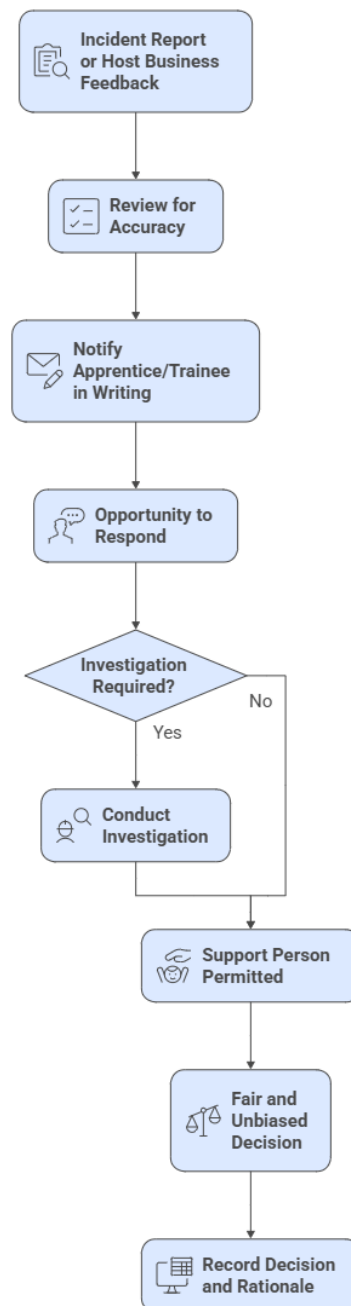 Incident Report
or Host Business
Feedback
Review for
Accuracy
Notify
Apprentice/Trainee
in Writing
Opportunity to
Respond
Investigation
Required?
No
Yes
Conduct
Investigation
Support Person
Permitted
Fair and
Unbiased
Decision
Record Decision
and Rationale